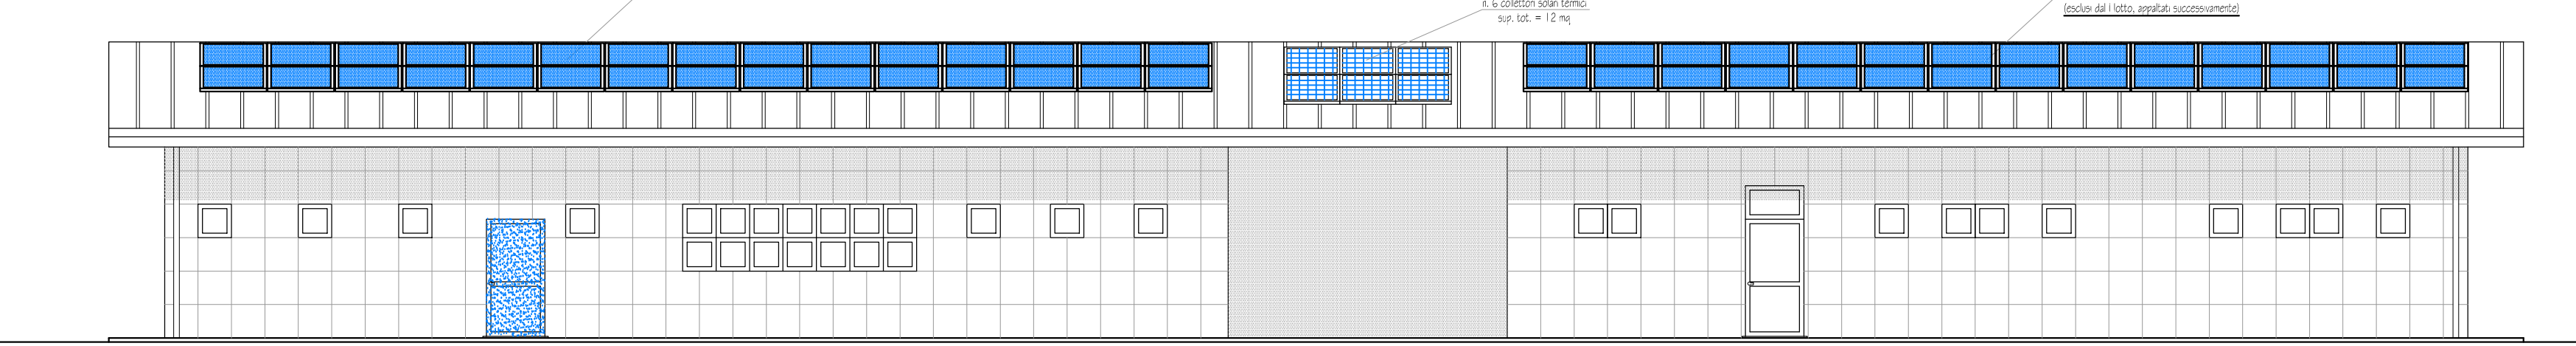 n. 6 collettori solari termici
sup. tot. = 12 mq
(esclusi dal I lotto, appaltati successivamente)